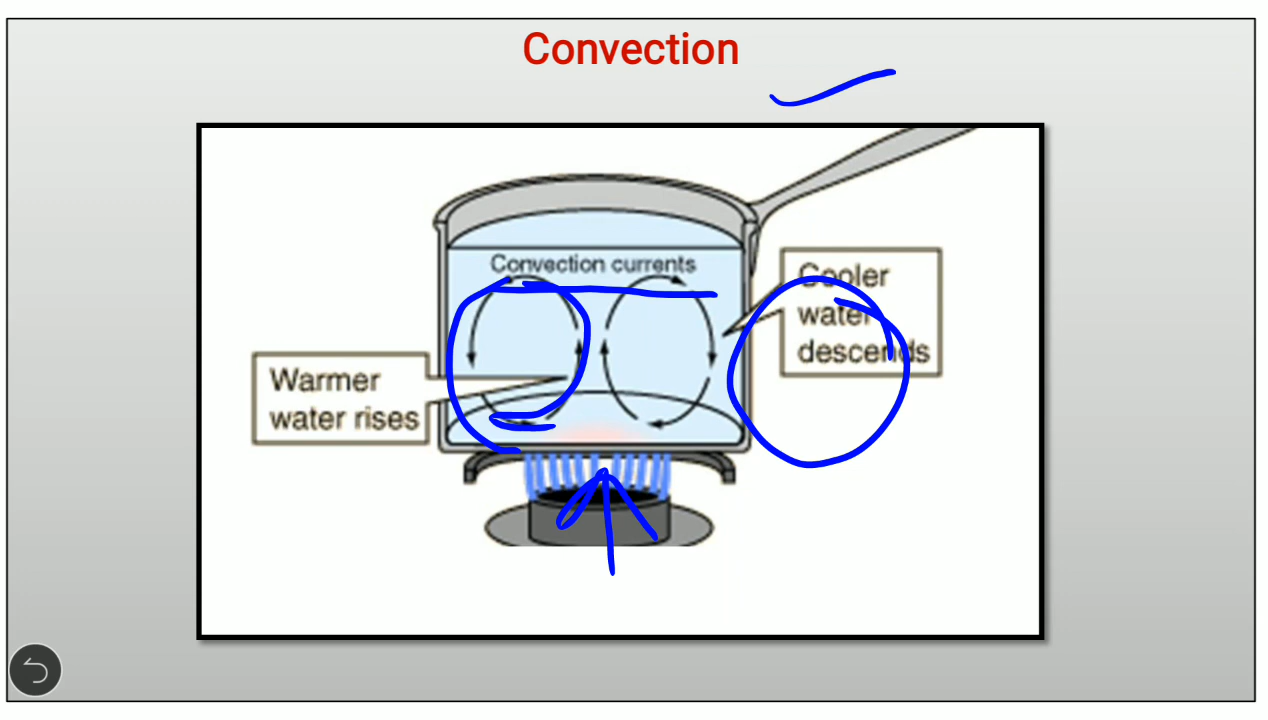 Convection
Convection currents
Cooler
water
descends
Warmer
water rises